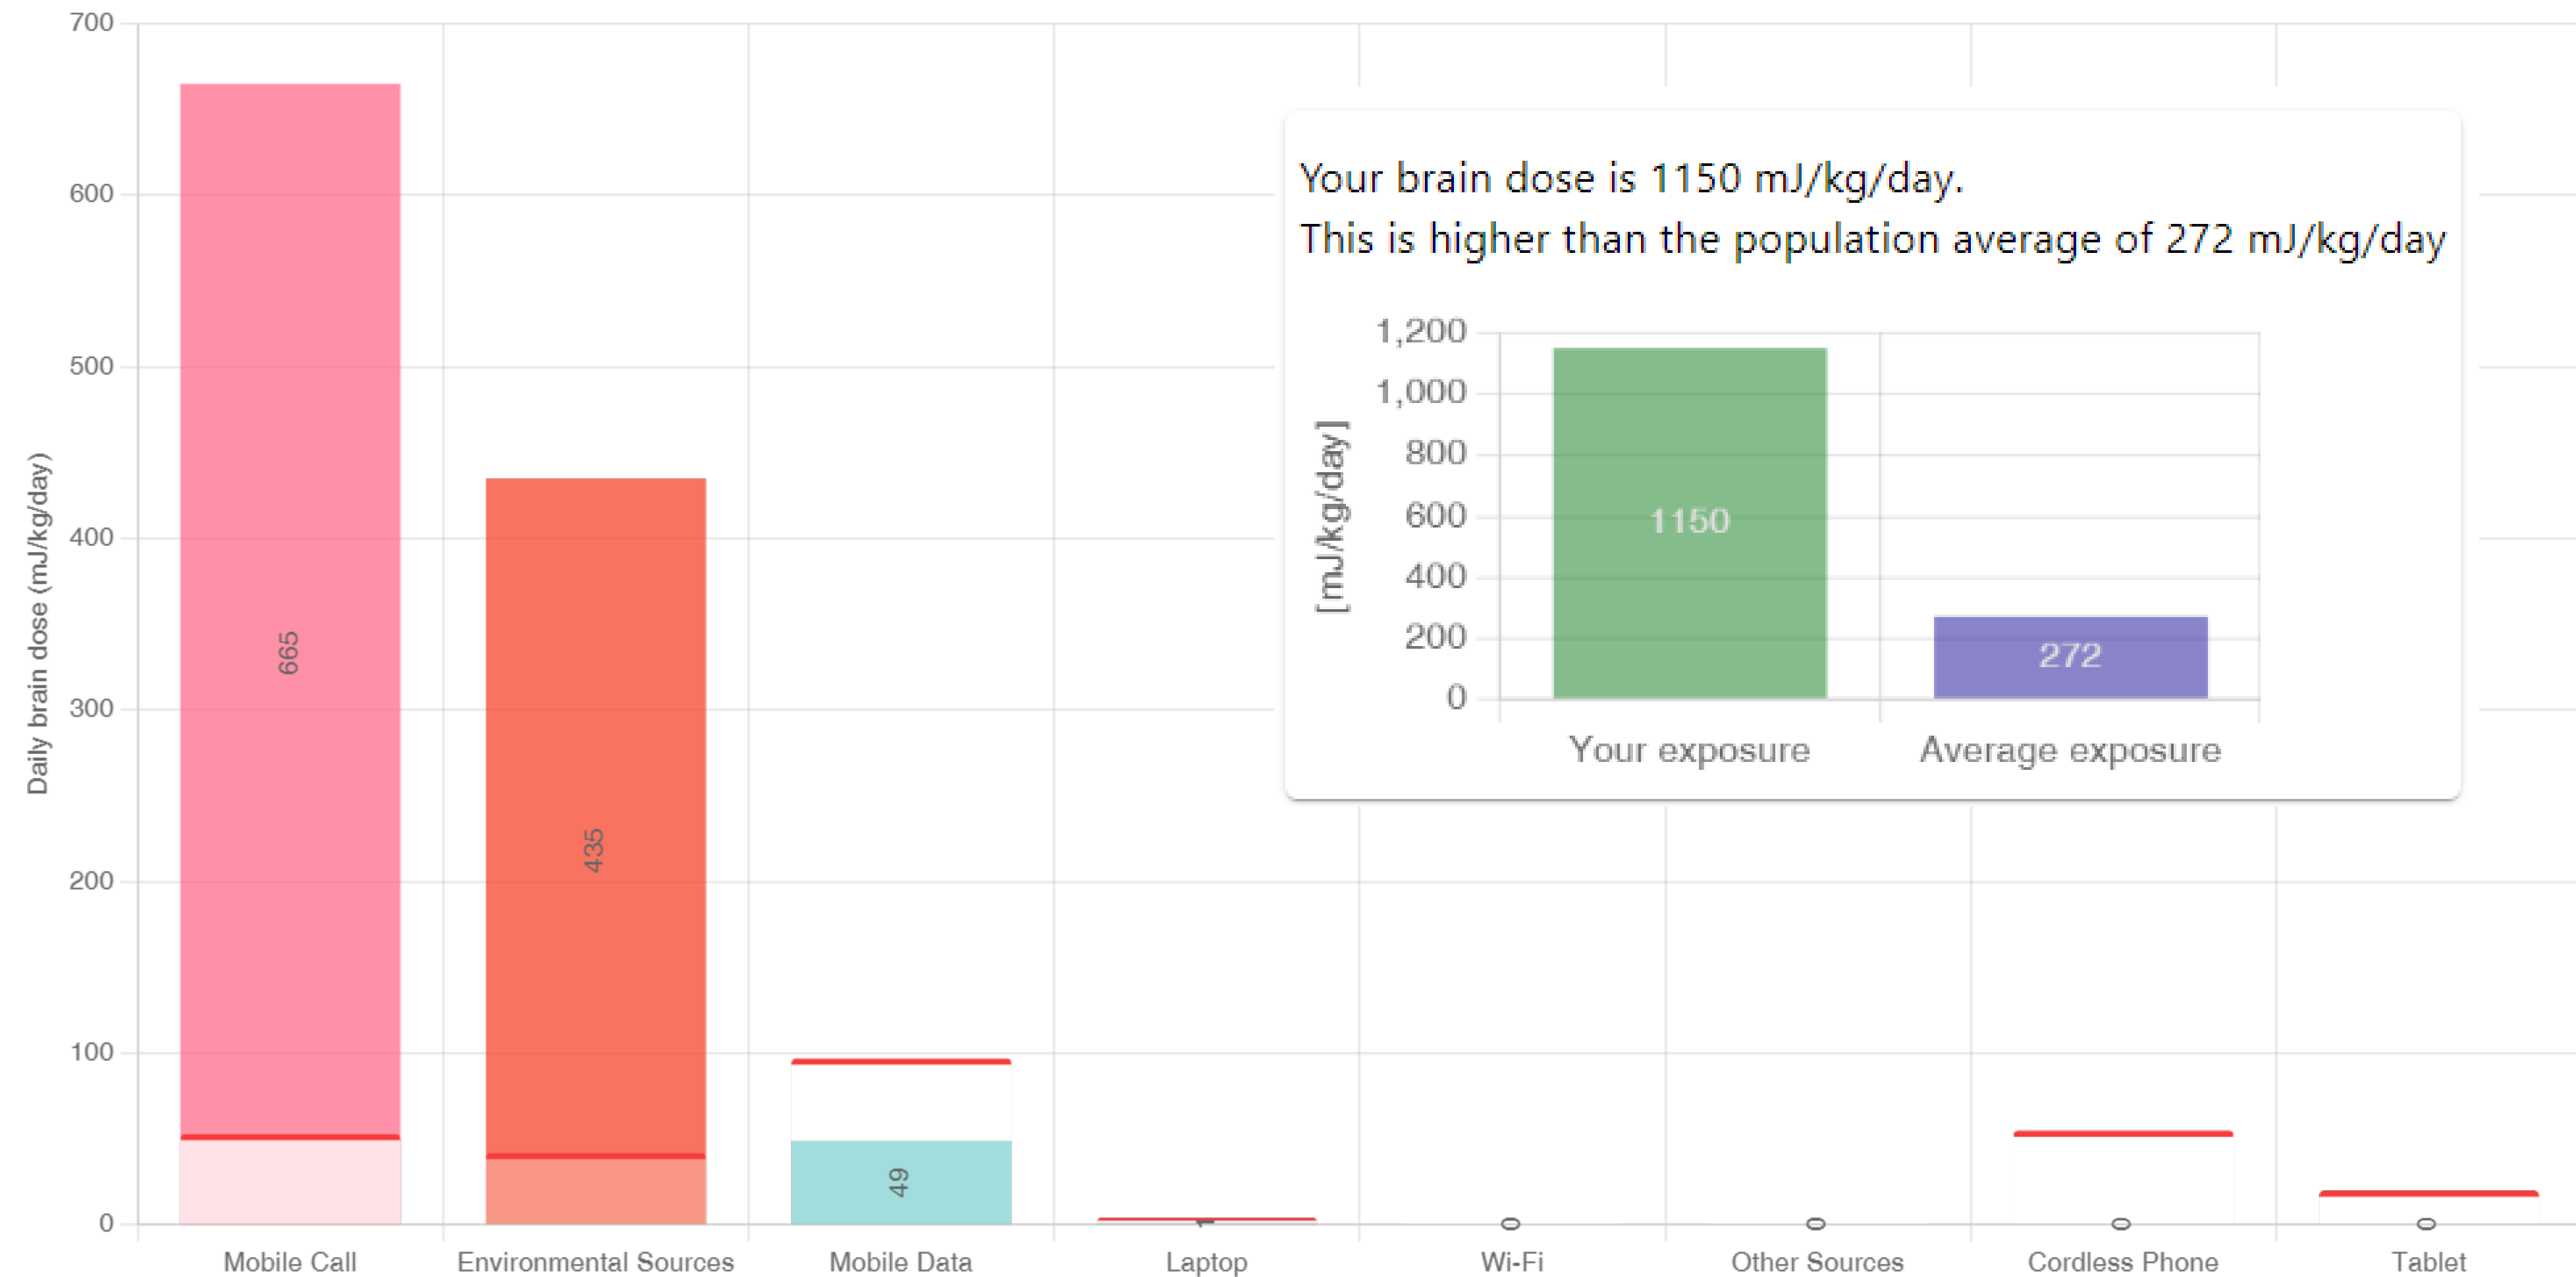 700
600
500
400
300
200
100
0
Daily brain dose (mJ/kg/day)
665
435
49
1
0
0
0
0
Mobile Call
Environmental Sources
Mobile Data
Laptop
Wi-Fi
Other Sources
Cordless Phone
Tablet
Your brain dose is 1150 mJ/kg/day.
This is higher than the population average of 272 mJ/kg/day
1,200
1,000
800
600
400
200
0
[mJ/kg/day]
1150
272
Your exposure
Average exposure